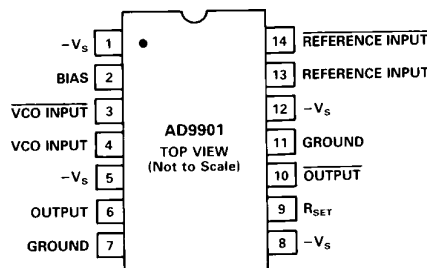 −VS 1
BIAS 2
VCO INPUT 3
VCO INPUT 4
−VS 5
OUTPUT 6
GROUND 7
AD9901
TOP VIEW
(Not to Scale)
14 REFERENCE INPUT
13 REFERENCE INPUT
12 −VS
11 GROUND
10 OUTPUT
9 RSET
8 −VS